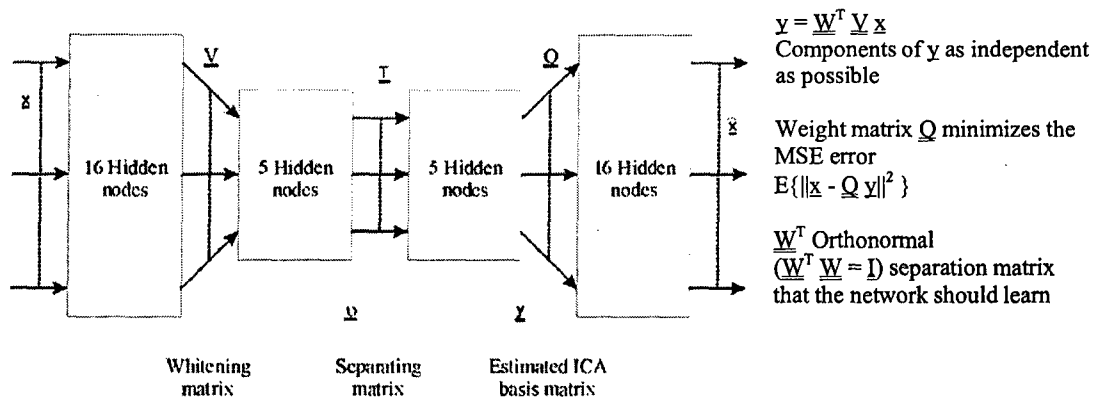 x
16 Hidden
nodes
V
5 Hidden
nodes
T
υ
5 Hidden
nodes
y
Q
16 Hidden
nodes
x̂
Whitening
matrix
Separating
matrix
Estimated ICA
basis matrix
y = W^T V x
Components of y as independent
as possible
Weight matrix Q minimizes the
MSE error
E{||x - Q y||² }
W^T Orthonormal
(W^T W = I) separation matrix
that the network should learn